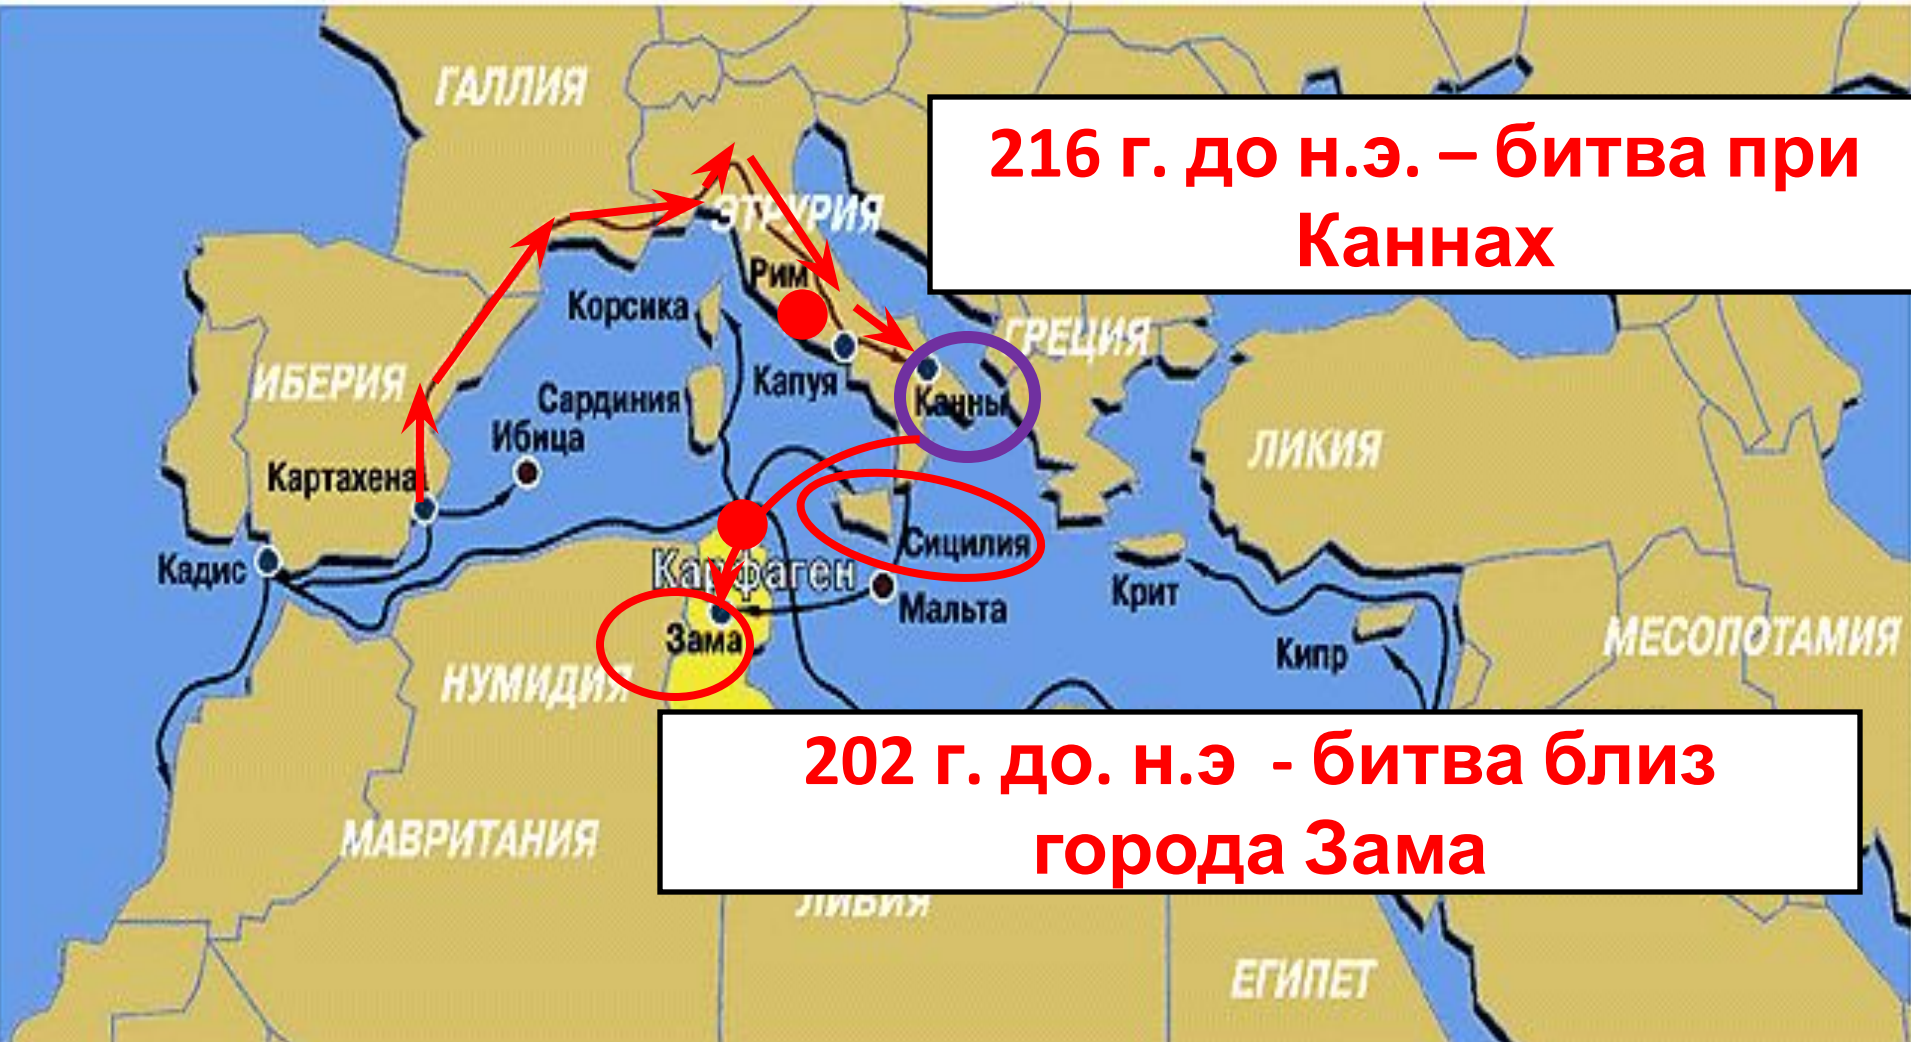 ГАЛЛИЯ
216 г. до н.э. – битва при
Каннах
ЭТРУРИЯ
Рим
Корсика
ГРЕЦИЯ
ИБЕРИЯ
Капуя
Сардиния
Канны
Ибица
ЛИКИЯ
Картахена
Сицилия
Кадис
Карфаген
Крит
Мальта
Зама
МЕСОПОТАМИЯ
Кипр
НУМИДИЯ
202 г. до. н.э - битва близ
города Зама
МАВРИТАНИЯ
ЛИВИЯ
ЕГИПЕТ